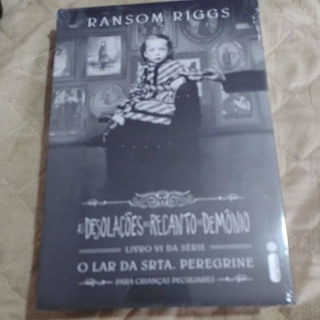 RANSOM RIGGS
AS DESOLAÇÕES DO RECANTO DO DEMÔNIO
LIVRO VI DA SÉRIE
O LAR DA SRTA. PEREGRINE
PARA CRIANÇAS PECULIARES